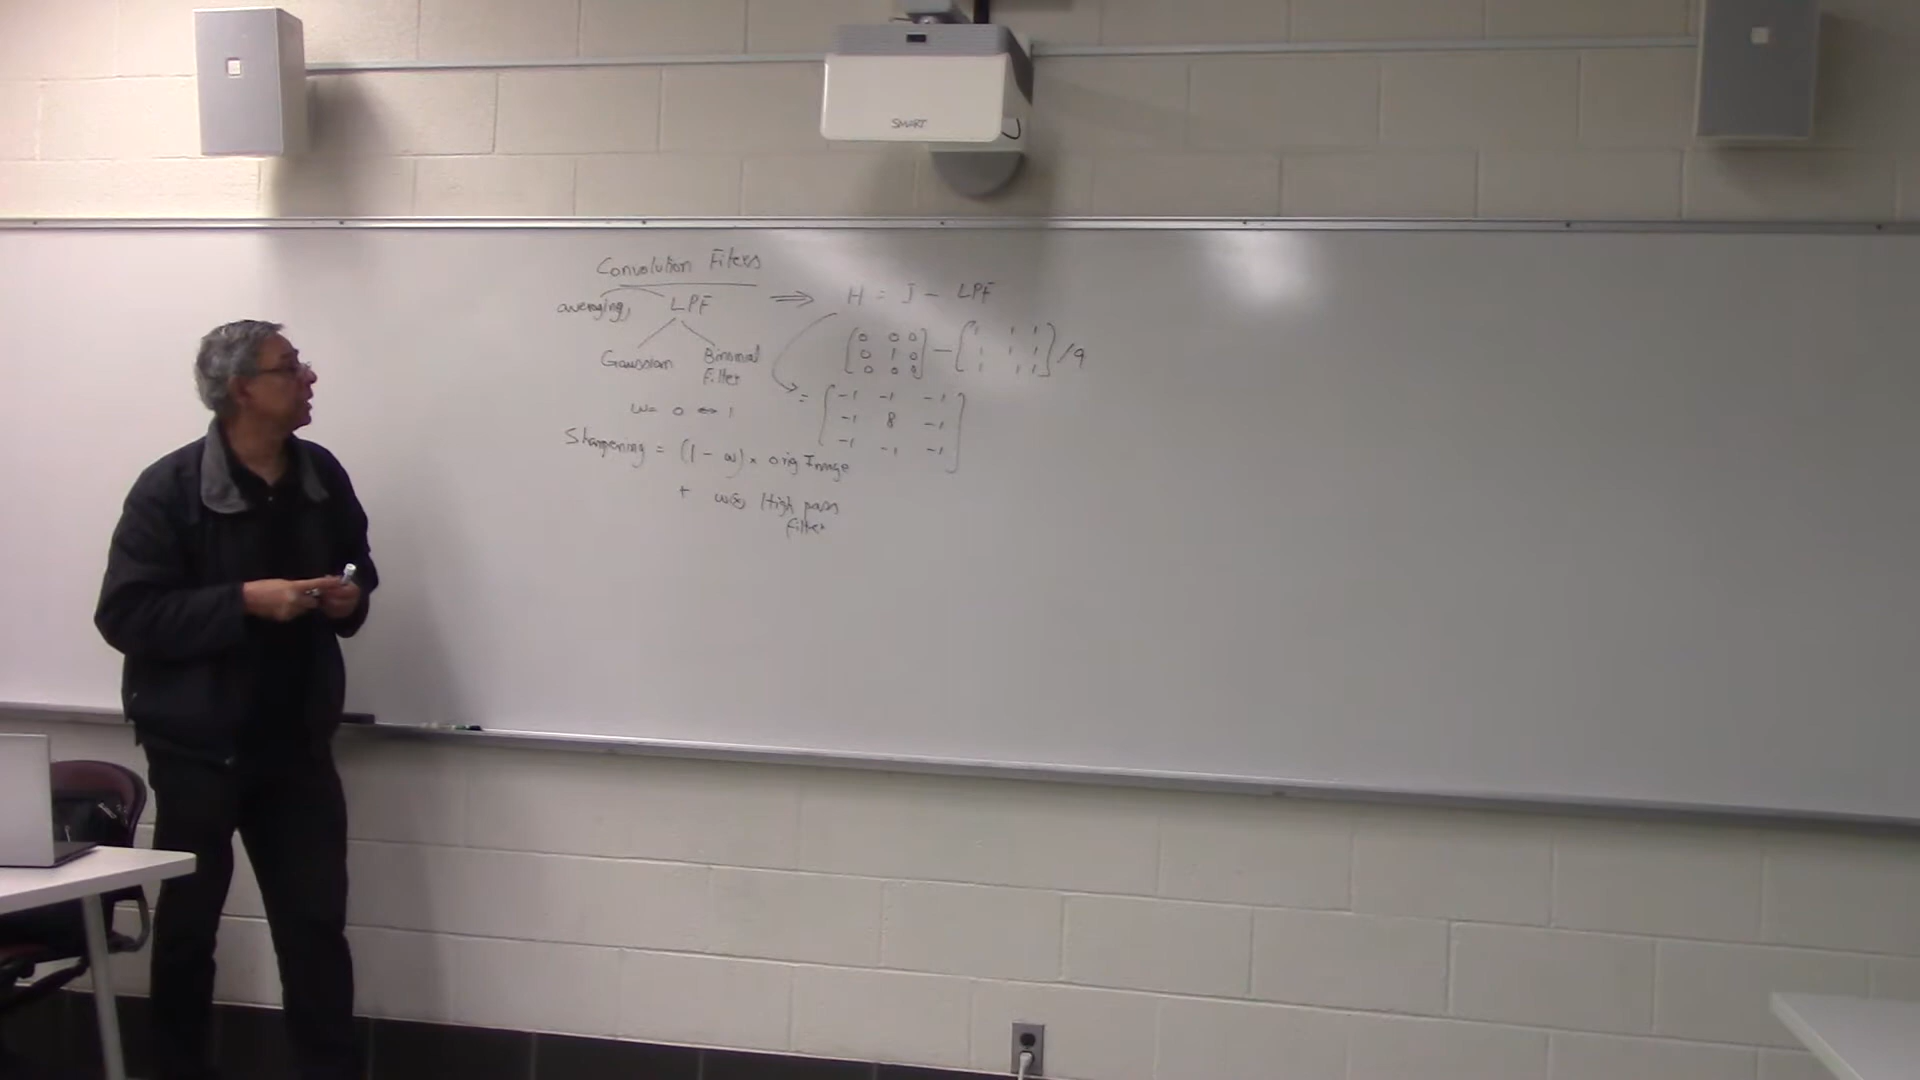 SMART
Convolution Filters
averaging, LPF
Gaussian Binomial Filter
w= 0 ↔ 1
Sharpening = (1 - w) × orig Image
+ w⊗ High pass
filter
⇒ H = J - LPF
[0 0 0
0 1 0
0 0 0] - [1 1 1
1 1 1
1 1 1] /9
= [-1 -1 -1
-1 8 -1
-1 -1 -1]